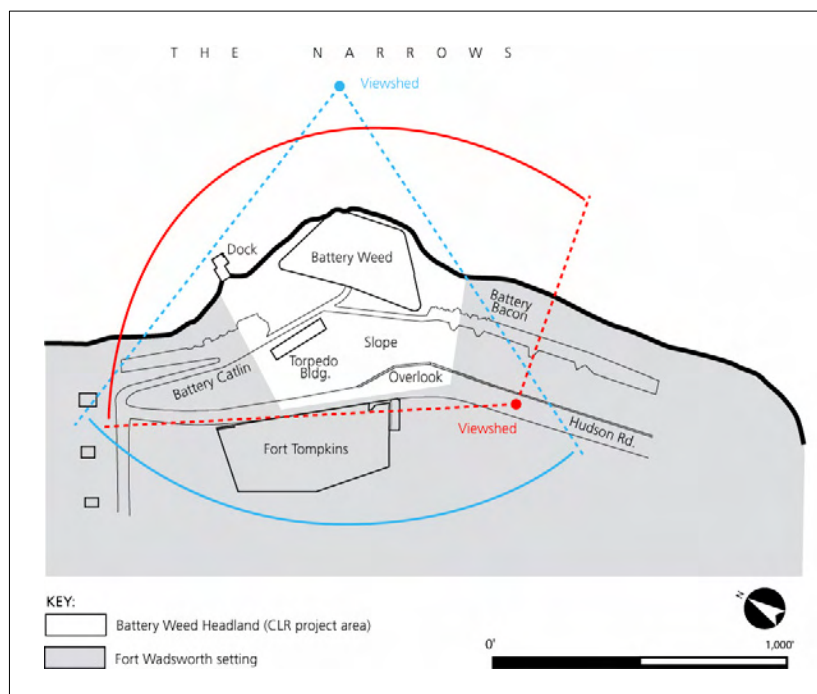 THE NARROWS
Viewshed
Dock
Battery Weed
Battery
Bacon
Slope
Torpedo
Bldg.
Battery Catlin
Overlook
Viewshed
Hudson Rd.
Fort Tompkins
KEY:
Battery Weed Headland (CLR project area)
Fort Wadsworth setting
N
0'
1,000'